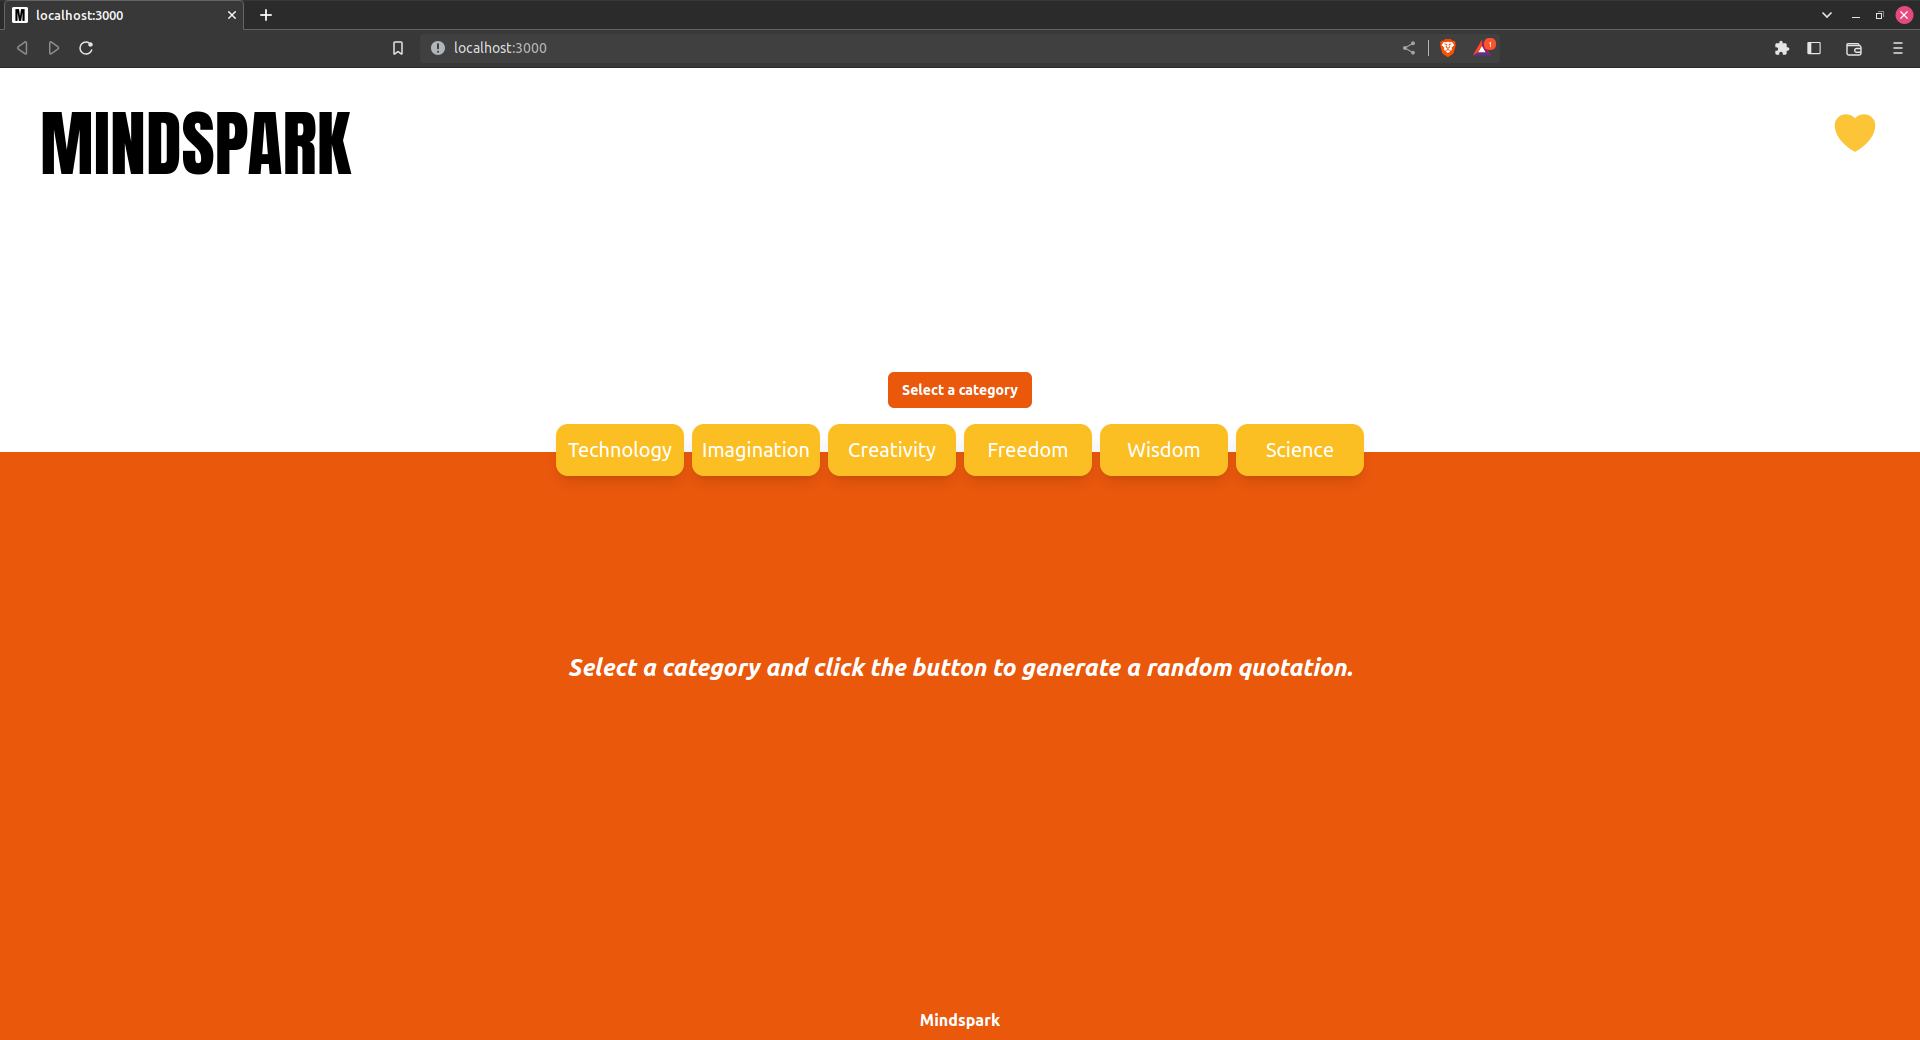 localhost:3000
localhost:3000
1
MINDSPARK
Select a category
Technology Imagination Creativity Freedom Wisdom Science
Select a category and click the button to generate a random quotation.
Mindspark